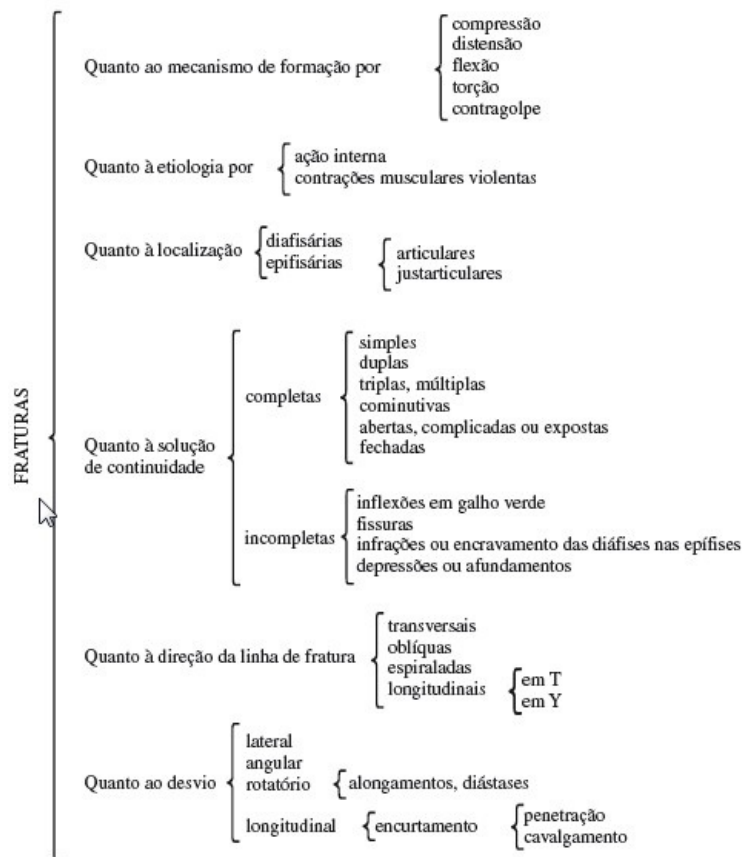 FRATURAS
Quanto ao mecanismo de formação por
compressão
distensão
flexão
torção
contragolpe
Quanto à etiologia por
ação interna
contrações musculares violentas
Quanto à localização
diafisárias
epifisárias
articulares
justarticulares
Quanto à solução
de continuidade
completas
simples
duplas
triplas, múltiplas
cominutivas
abertas, complicadas ou expostas
fechadas
incompletas
inflexões em galho verde
fissuras
infrações ou encravamento das diáfises nas epífises
depressões ou afundamentos
Quanto à direção da linha de fratura
transversais
oblíquas
espiraladas
longitudinais
em T
em Y
Quanto ao desvio
lateral
angular
rotatório
alongamentos, diástases
longitudinal
encurtamento
penetração
cavalgamento